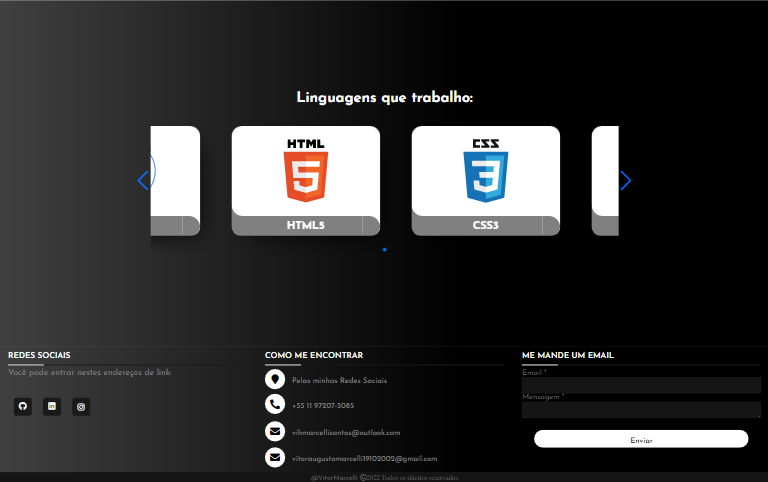 Linguagens que trabalho:
HTML
5
HTML5
CSS
3
CSS3
REDES SOCIAIS
Você pode entrar nestes endereços de link:
COMO ME ENCONTRAR
Pelas minhas Redes Sociais
+55 11 97207-5085
vihmarcellisantos@outlook.com
vitoraugustomarcelli19102002@gmail.com
ME MANDE UM EMAIL
Email *
Mensagem *
Enviar
@VitorMarcelli ©2022 Todos os direitos reservados